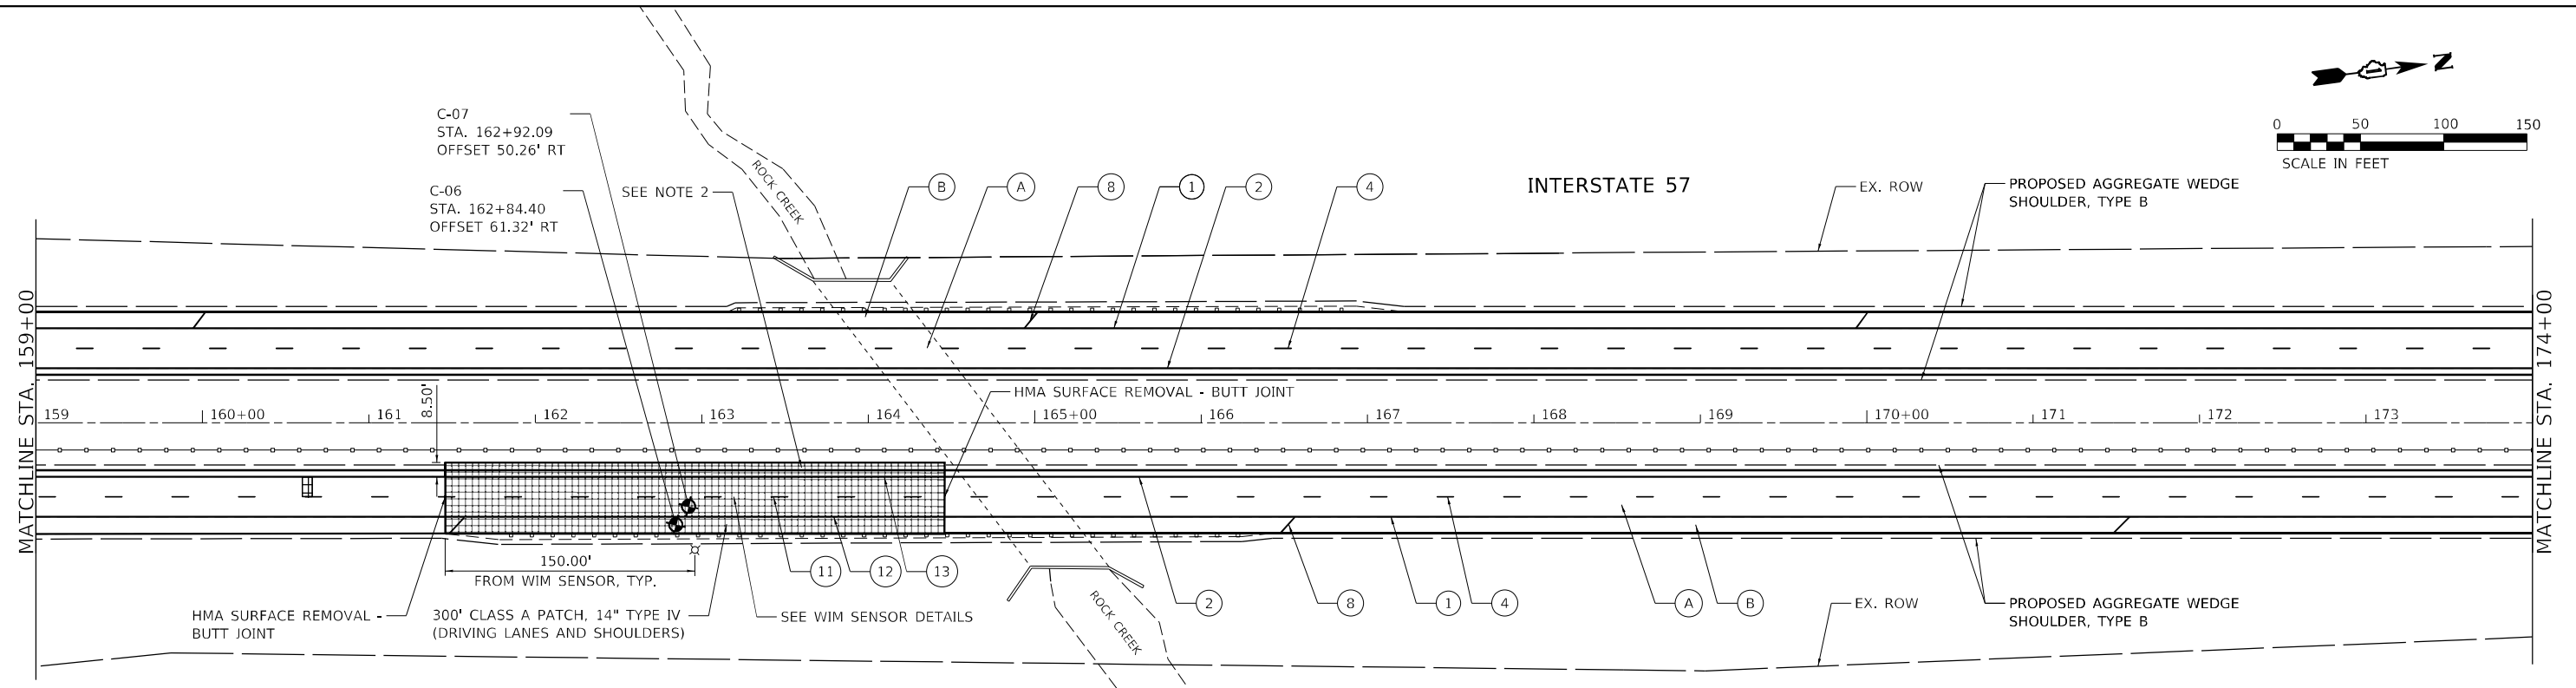 N
0 50 100 150
SCALE IN FEET
C-07
STA. 162+92.09
OFFSET 50.26' RT
C-06
STA. 162+84.40
OFFSET 61.32' RT
SEE NOTE 2
ROCK CREEK
B A 8 1 2 4
INTERSTATE 57
EX. ROW
PROPOSED AGGREGATE WEDGE
SHOULDER, TYPE B
MATCHLINE STA. 159+00
MATCHLINE STA. 174+00
8.50'
HMA SURFACE REMOVAL - BUTT JOINT
159 160+00 161 162 163 164 165+00 166 167 168 169 170+00 171 172 173
150.00'
FROM WIM SENSOR, TYP.
11 12 13
HMA SURFACE REMOVAL -
BUTT JOINT
300' CLASS A PATCH, 14" TYPE IV
(DRIVING LANES AND SHOULDERS)
SEE WIM SENSOR DETAILS
ROCK CREEK
2 8 1 4 A B
EX. ROW
PROPOSED AGGREGATE WEDGE
SHOULDER, TYPE B